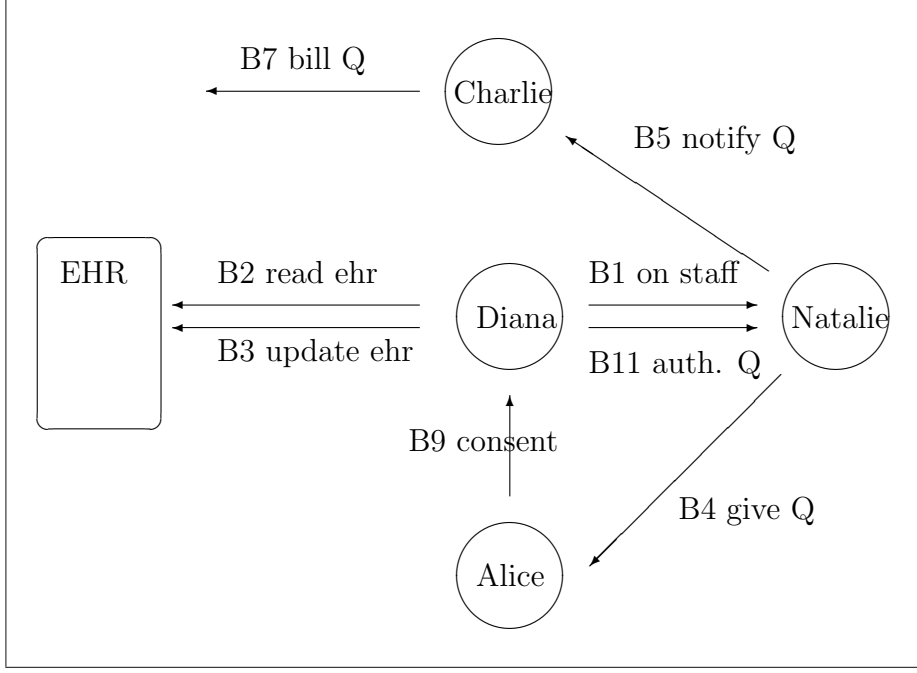 B7 bill Q
Charlie
B5 notify Q
EHR
B2 read ehr
B1 on staff
Diana
Natalie
B3 update ehr
B11 auth. Q
B9 consent
B4 give Q
Alice